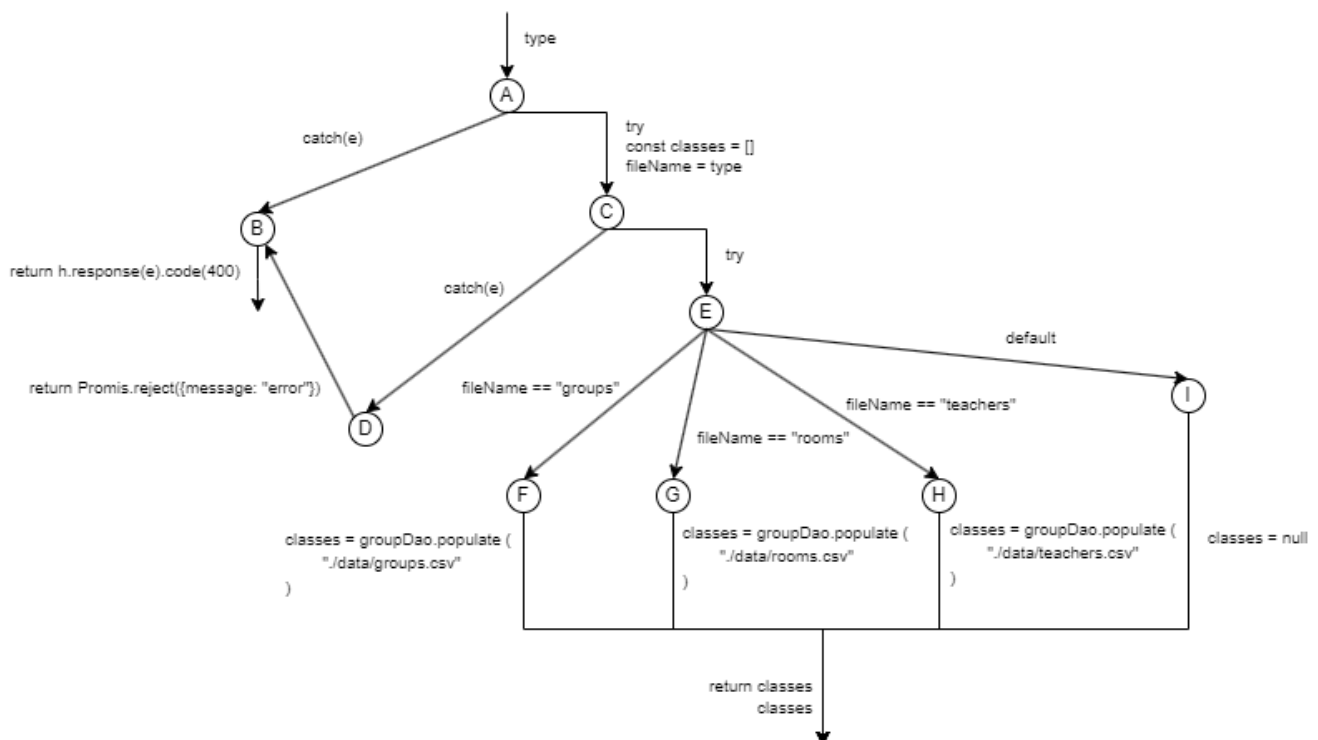 type
A
catch(e)
try
const classes = []
fileName = type
C
B
return h.response(e).code(400)
try
catch(e)
E
default
return Promis.reject({message: "error"})
fileName == "groups"
fileName == "teachers"
I
D
fileName == "rooms"
F
G
H
classes = groupDao.populate (
"./data/groups.csv"
)
classes = groupDao.populate (
"./data/rooms.csv"
)
classes = groupDao.populate (
"./data/teachers.csv"
)
classes = null
return classes
classes